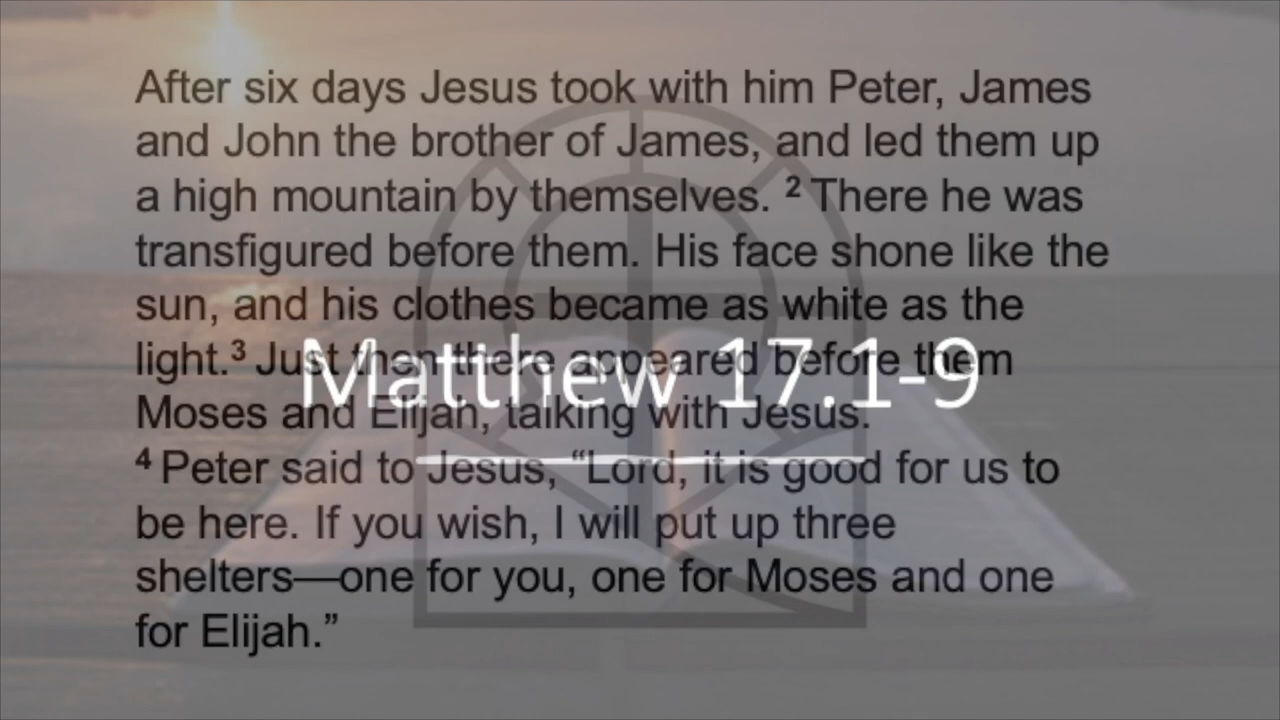 After six days Jesus took with him Peter, James
and John the brother of James, and led them up
a high mountain by themselves. ² There he was
transfigured before them. His face shone like the
sun, and his clothes became as white as the
light.³ Just then there appeared before them
Matthew 17.1-9
Moses and Elijah, talking with Jesus.
⁴ Peter said to Jesus, “Lord, it is good for us to
be here. If you wish, I will put up three
shelters—one for you, one for Moses and one
for Elijah.”